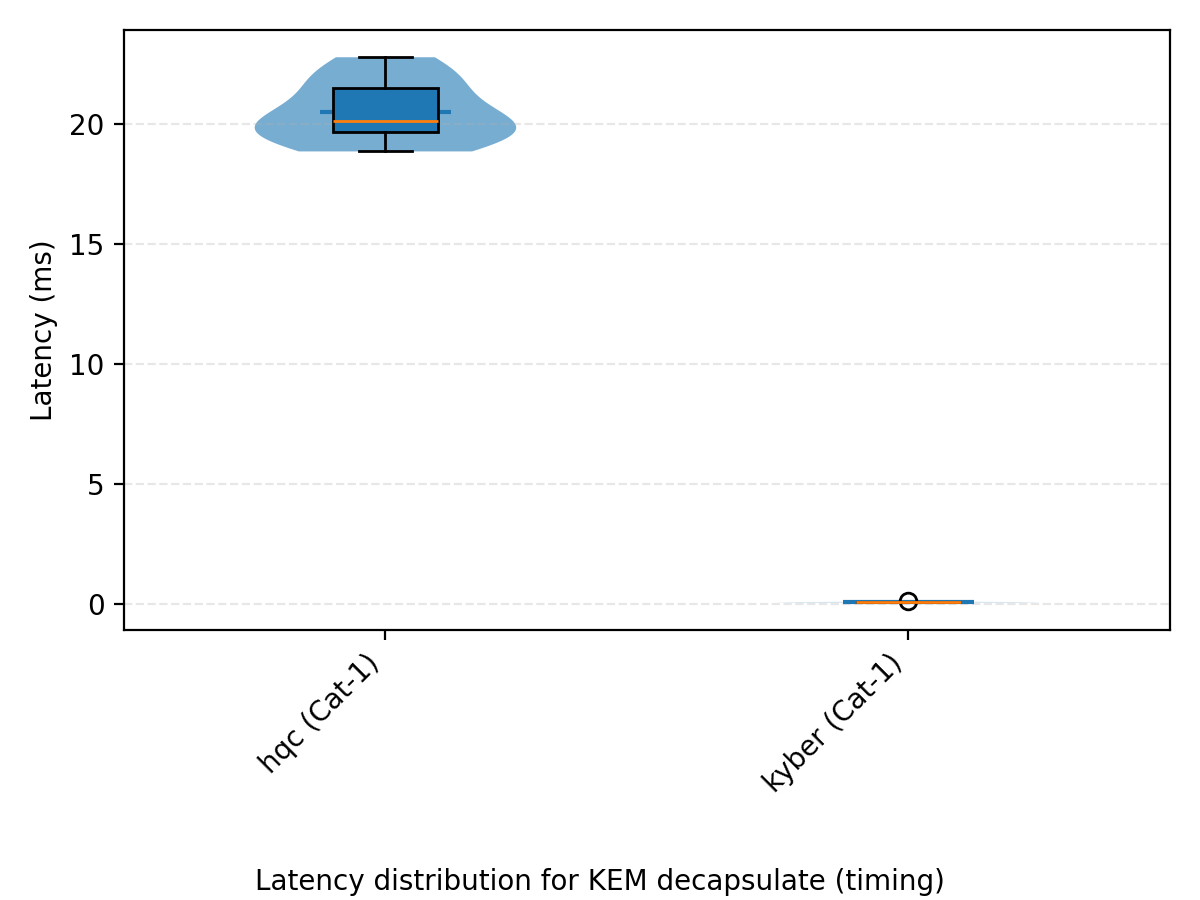 20
15
10
5
0
Latency (ms)
hqc (Cat-1)
kyber (Cat-1)
Latency distribution for KEM decapsulate (timing)